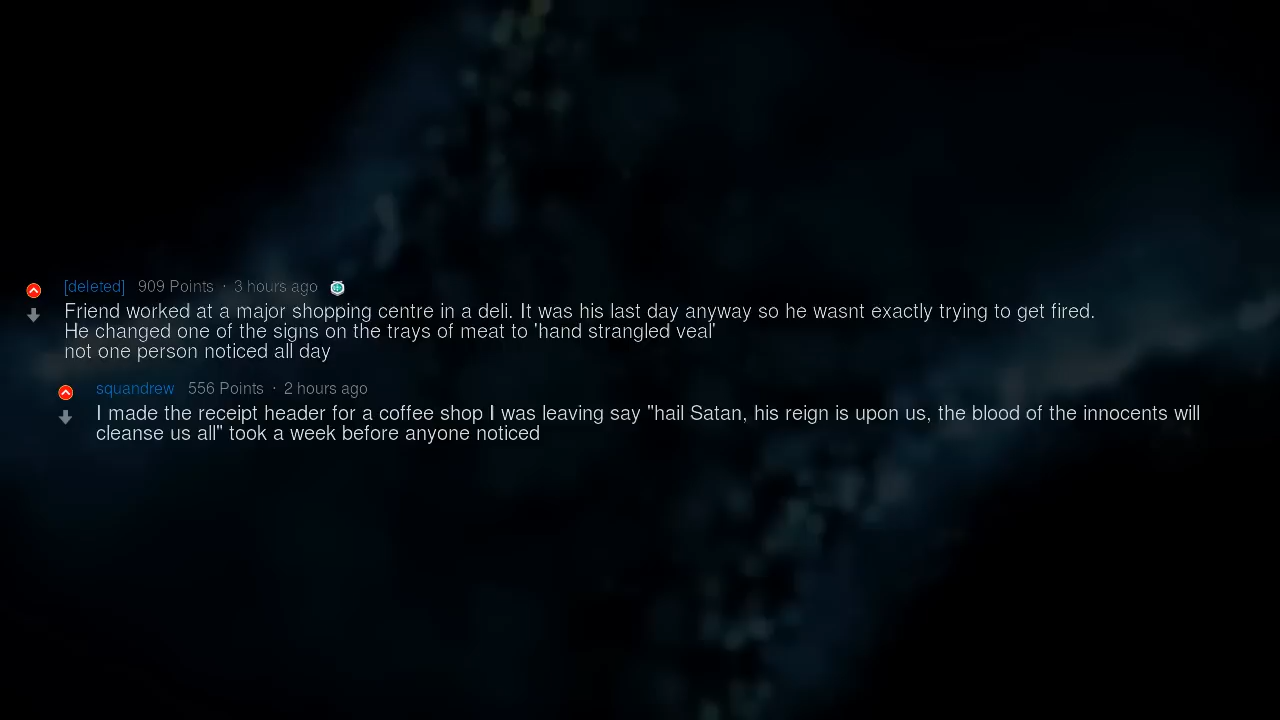 [deleted] 909 Points · 3 hours ago
Friend worked at a major shopping centre in a deli. It was his last day anyway so he wasnt exactly trying to get fired.
He changed one of the signs on the trays of meat to 'hand strangled veal'
not one person noticed all day
squandrew 556 Points · 2 hours ago
I made the receipt header for a coffee shop I was leaving say "hail Satan, his reign is upon us, the blood of the innocents will
cleanse us all" took a week before anyone noticed